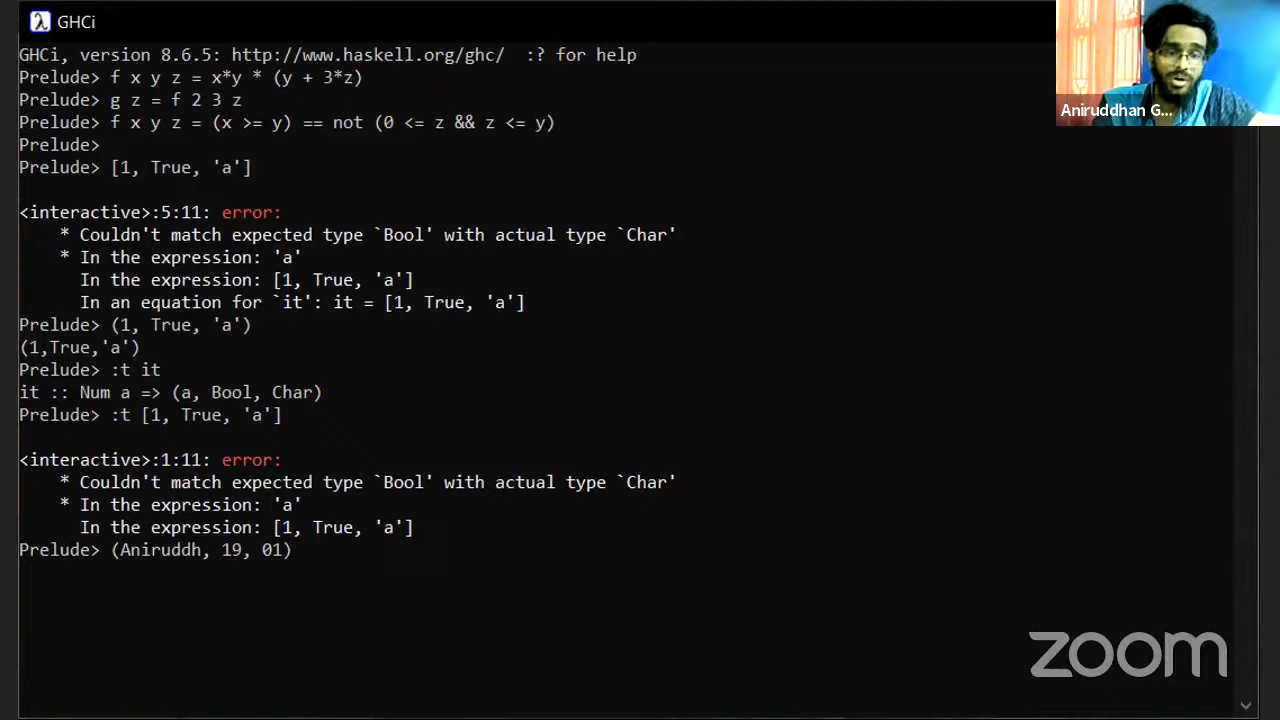 GHCi
GHCi, version 8.6.5: http://www.haskell.org/ghc/  :? for help
Prelude> f x y z = x*y * (y + 3*z)
Prelude> g z = f 2 3 z
Prelude> f x y z = (x >= y) == not (0 <= z && z <= y)
Prelude>
Prelude> [1, True, 'a']
<interactive>:5:11: error:
    * Couldn't match expected type `Bool' with actual type `Char'
    * In the expression: 'a'
      In the expression: [1, True, 'a']
      In an equation for `it': it = [1, True, 'a']
Prelude> (1, True, 'a')
(1,True,'a')
Prelude> :t it
it :: Num a => (a, Bool, Char)
Prelude> :t [1, True, 'a']
<interactive>:1:11: error:
    * Couldn't match expected type `Bool' with actual type `Char'
    * In the expression: 'a'
      In the expression: [1, True, 'a']
Prelude> (Aniruddh, 19, 01)
Aniruddhan G...
zoom